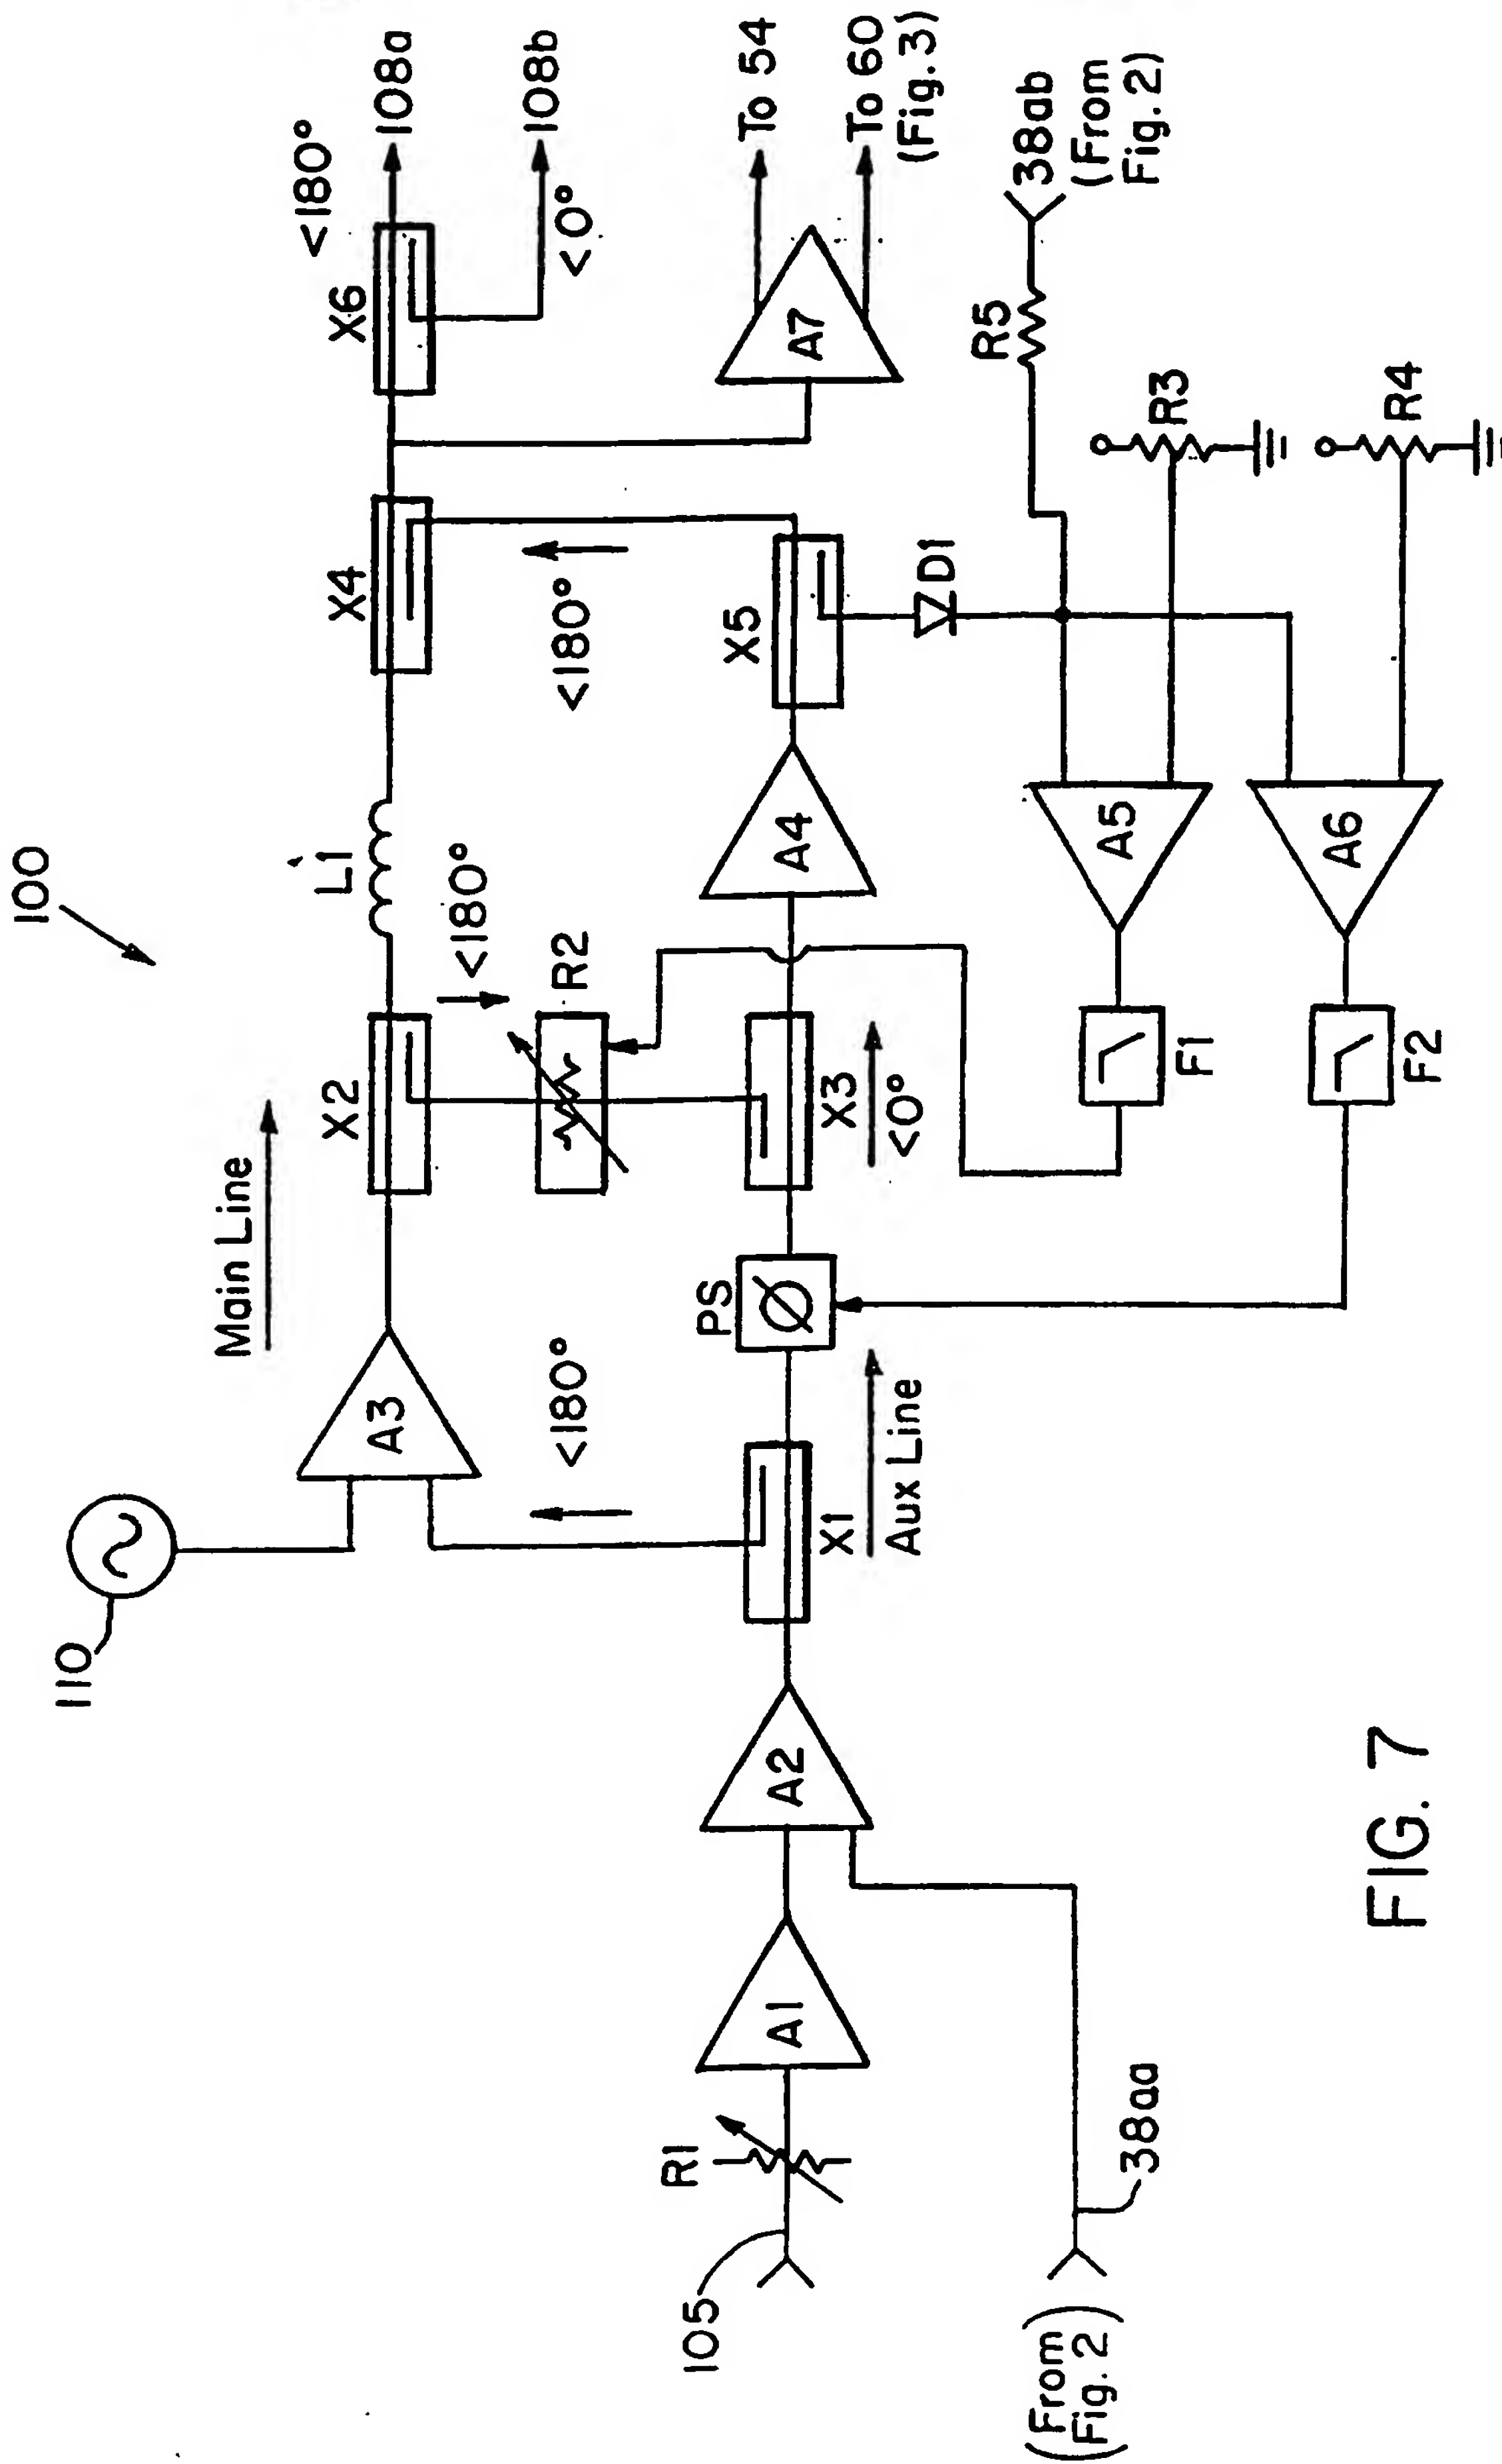 100
110
Main Line
A3
X2
L1
X4
X6
<180°
108a
108b
<0°
<180°
<180°
R2
<180°
To 54
To 60
(Fig. 3)
A7
105
R1
A1
A2
X1
Aux Line
PS
X3
<0°
A4
X5
D1
R5
38ab
(From
Fig. 2)
R3
R4
A5
A6
F1
F2
(From
Fig. 2)
38aa
FIG. 7